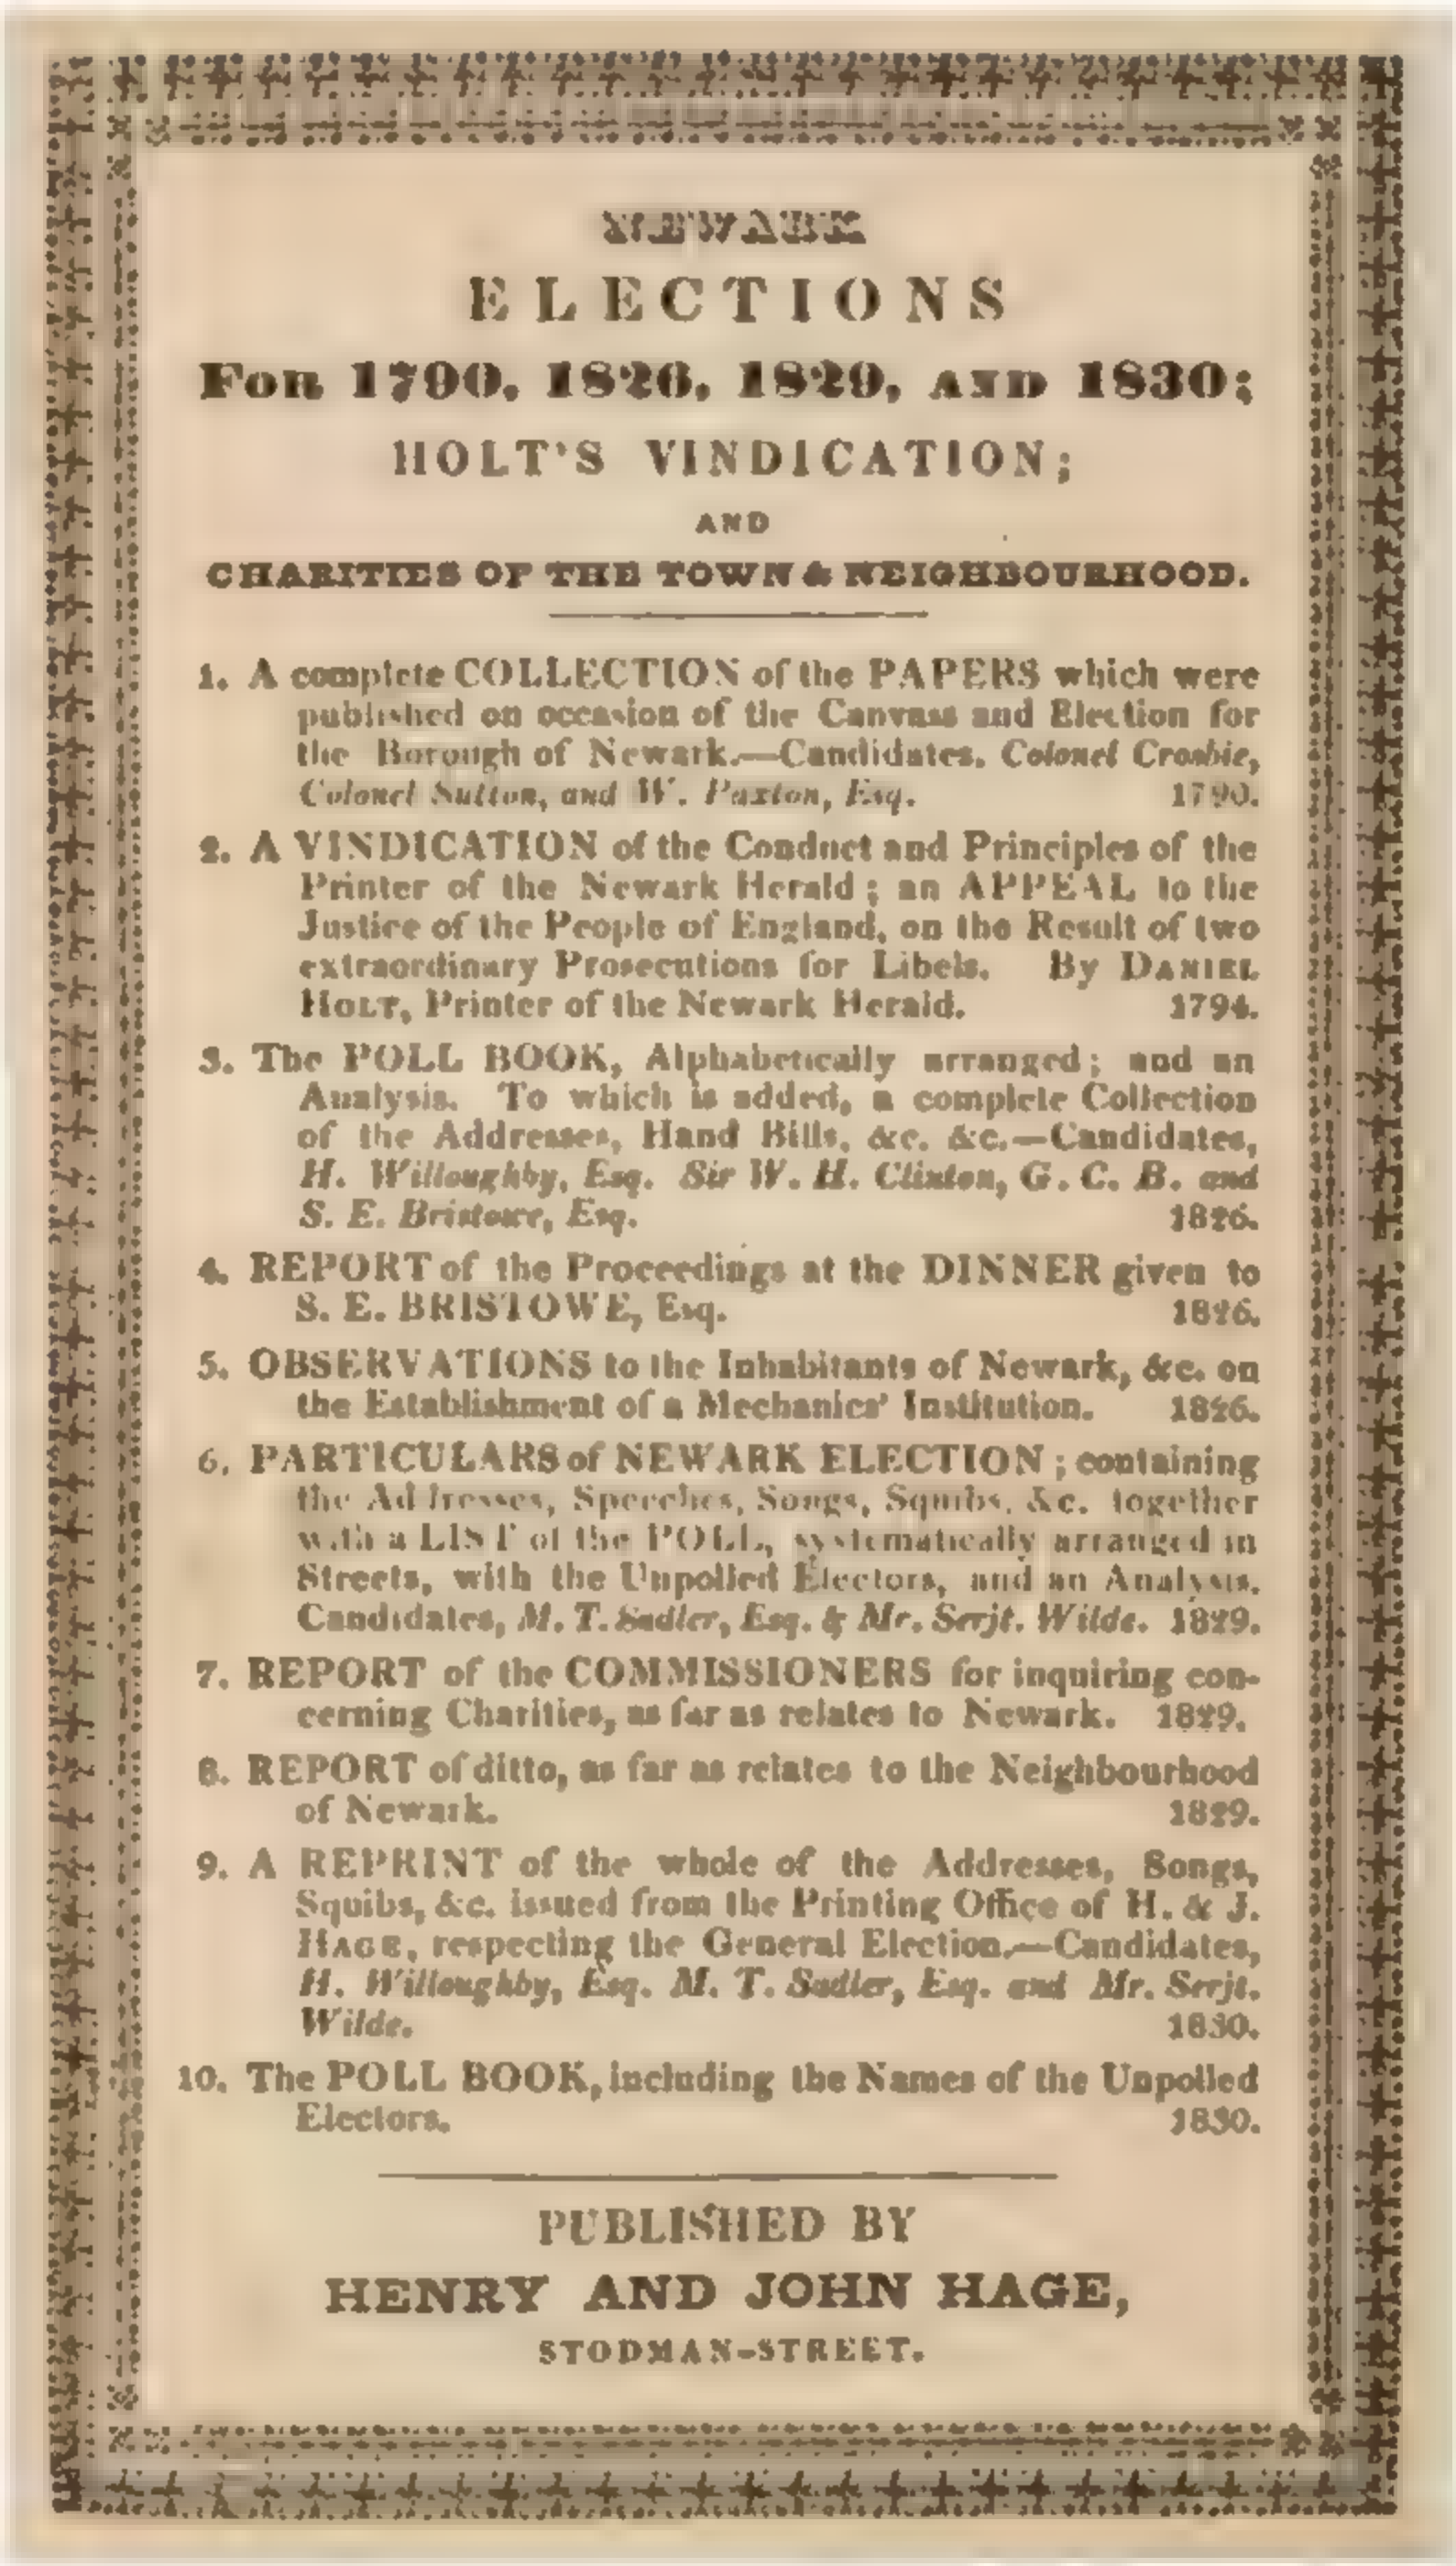 NEWARK
ELECTIONS
FOR 1790, 1826, 1829, AND 1830;
HOLT'S VINDICATION;
AND
CHARITIES OF THE TOWN & NEIGHBOURHOOD.
1. A complete COLLECTION of the PAPERS which were
published on occasion of the Canvass and Election for
the Borough of Newark.—Candidates, Colonel Crosbie,
Colonel Sutton, and W. Paxton, Esq. 1790.
2. A VINDICATION of the Conduct and Principles of the
Printer of the Newark Herald; an APPEAL to the
Justice of the People of England, on the Result of two
extraordinary Prosecutions for Libels. By DANIEL
HOLT, Printer of the Newark Herald. 1794.
3. The POLL BOOK, Alphabetically arranged; and an
Analysis. To which is added, a complete Collection
of the Addresses, Hand Bills, &c. &c.—Candidates,
H. Willoughby, Esq. Sir W. H. Clinton, G. C. B. and
S. E. Bristowe, Esq. 1826.
4. REPORT of the Proceedings at the DINNER given to
S. E. BRISTOWE, Esq. 1826.
5. OBSERVATIONS to the Inhabitants of Newark, &c. on
the Establishment of a Mechanics' Institution. 1826.
6. PARTICULARS of NEWARK ELECTION; containing
the Addresses, Speeches, Songs, Squibs, &c. together
with a LIST of the POLL, systematically arranged in
Streets, with the Unpolled Electors, and an Analysis.
Candidates, M. T. Sadler, Esq. & Mr. Serjt. Wilde. 1829.
7. REPORT of the COMMISSIONERS for inquiring con-
cerning Charities, as far as relates to Newark. 1829.
8. REPORT of ditto, as far as relates to the Neighbourhood
of Newark. 1829.
9. A REPRINT of the whole of the Addresses, Songs,
Squibs, &c. issued from the Printing Office of H. & J.
HAGE, respecting the General Election.—Candidates,
H. Willoughby, Esq. M. T. Sadler, Esq. and Mr. Serjt.
Wilde. 1830.
10. The POLL BOOK, including the Names of the Unpolled
Electors. 1830.
PUBLISHED BY
HENRY AND JOHN HAGE,
STODMAN-STREET.